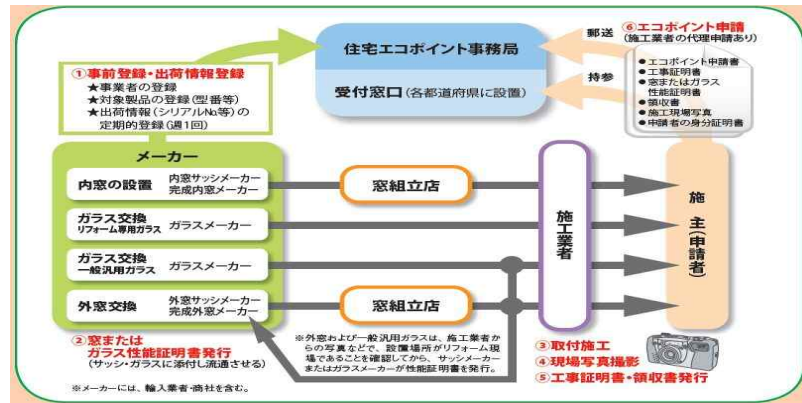 住宅エコポイント事務局
受付窓口(各都道府県に設置)
①事前登録・出荷情報登録
★事業者の登録
★対象製品の登録(型番等)
★出荷情報(シリアルNo.等)の
定期的登録(週1回)
郵送
持参
⑥エコポイント申請
(施工業者の代理申請あり)
●エコポイント申請書
●工事証明書
●窓またはガラス
性能証明書
●領収書
●施工現場写真
●申請者の身分証明書
メーカー
内窓の設置
内窓サッシメーカー
完成内窓メーカー
ガラス交換
リフォーム専用ガラス
ガラスメーカー
ガラス交換
一般汎用ガラス
ガラスメーカー
外窓交換
外窓サッシメーカー
完成外窓メーカー
窓組立店
窓組立店
施工業者
施主(申請者)
②窓または
ガラス性能証明書発行
(サッシ・ガラスに添付し流通させる)
※メーカーには、輸入業者・商社を含む。
※外窓および一般汎用ガラスは、施工業者か
らの写真などで、設置場所がリフォーム現
場であることを確認してから、サッシメーカー
またはガラスメーカーが性能証明書を発行。
③取付施工
④現場写真撮影
⑤工事証明書・領収書発行